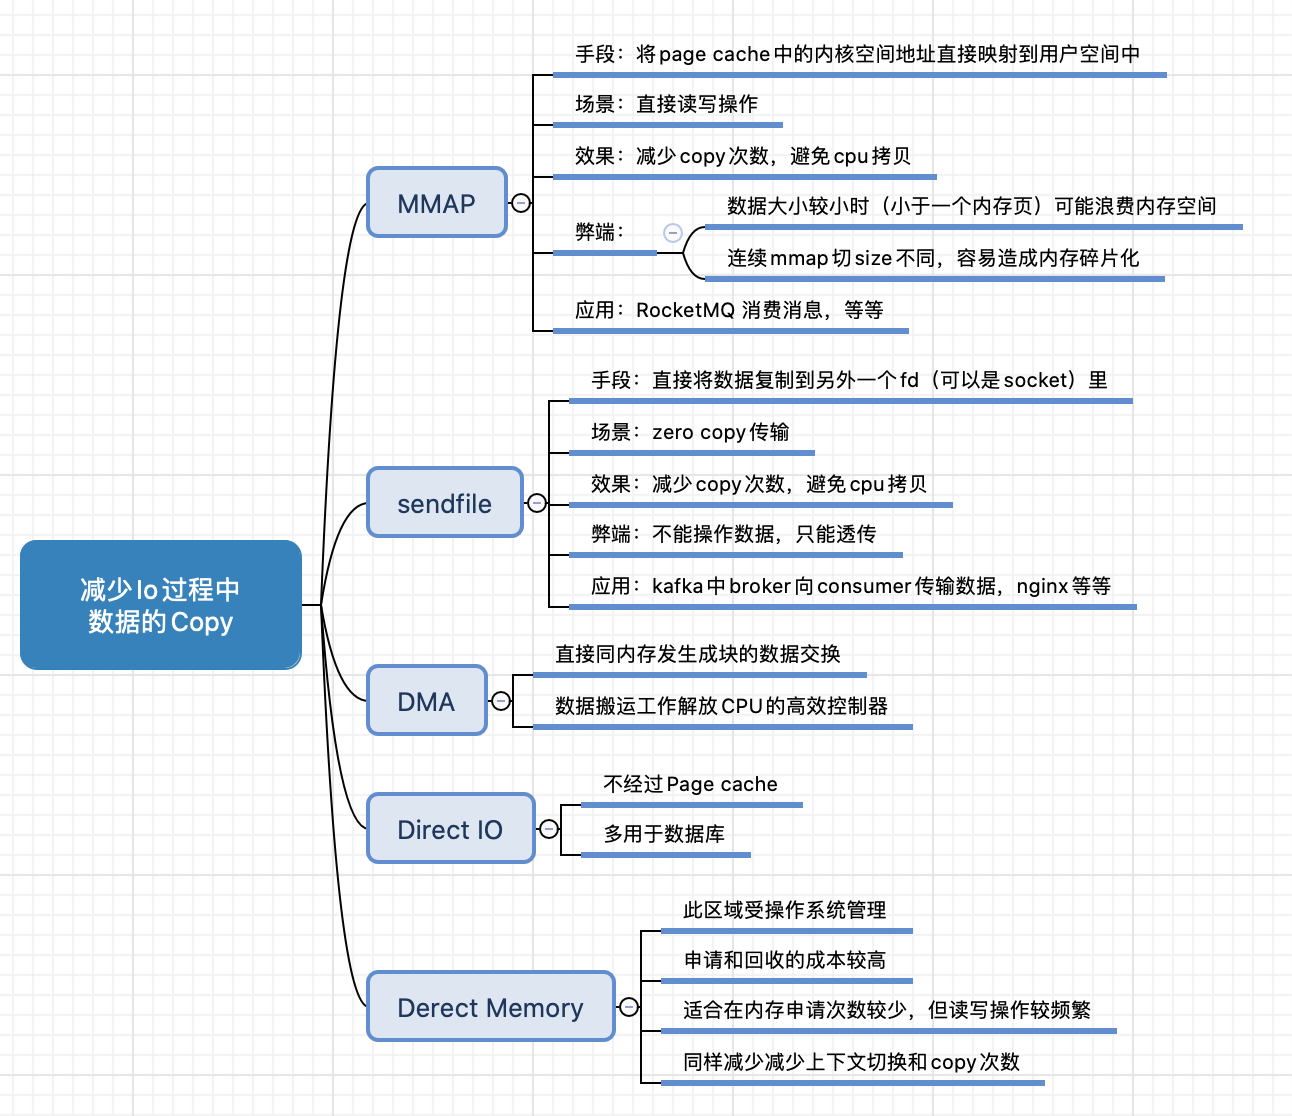 减少Io过程中
数据的Copy
MMAP
手段：将page cache中的内核空间地址直接映射到用户空间中
场景：直接读写操作
效果：减少copy次数，避免cpu拷贝
弊端：
数据大小较小时（小于一个内存页）可能浪费内存空间
连续mmap切size不同，容易造成内存碎片化
应用：RocketMQ 消费消息，等等
sendfile
手段：直接将数据复制到另外一个fd（可以是socket）里
场景：zero copy传输
效果：减少copy次数，避免cpu拷贝
弊端：不能操作数据，只能透传
应用：kafka中broker向consumer传输数据，nginx等等
DMA
直接同内存发生成块的数据交换
数据搬运工作解放CPU的高效控制器
Direct IO
不经过Page cache
多用于数据库
Derect Memory
此区域受操作系统管理
申请和回收的成本较高
适合在内存申请次数较少，但读写操作较频繁
同样减少减少上下文切换和copy次数